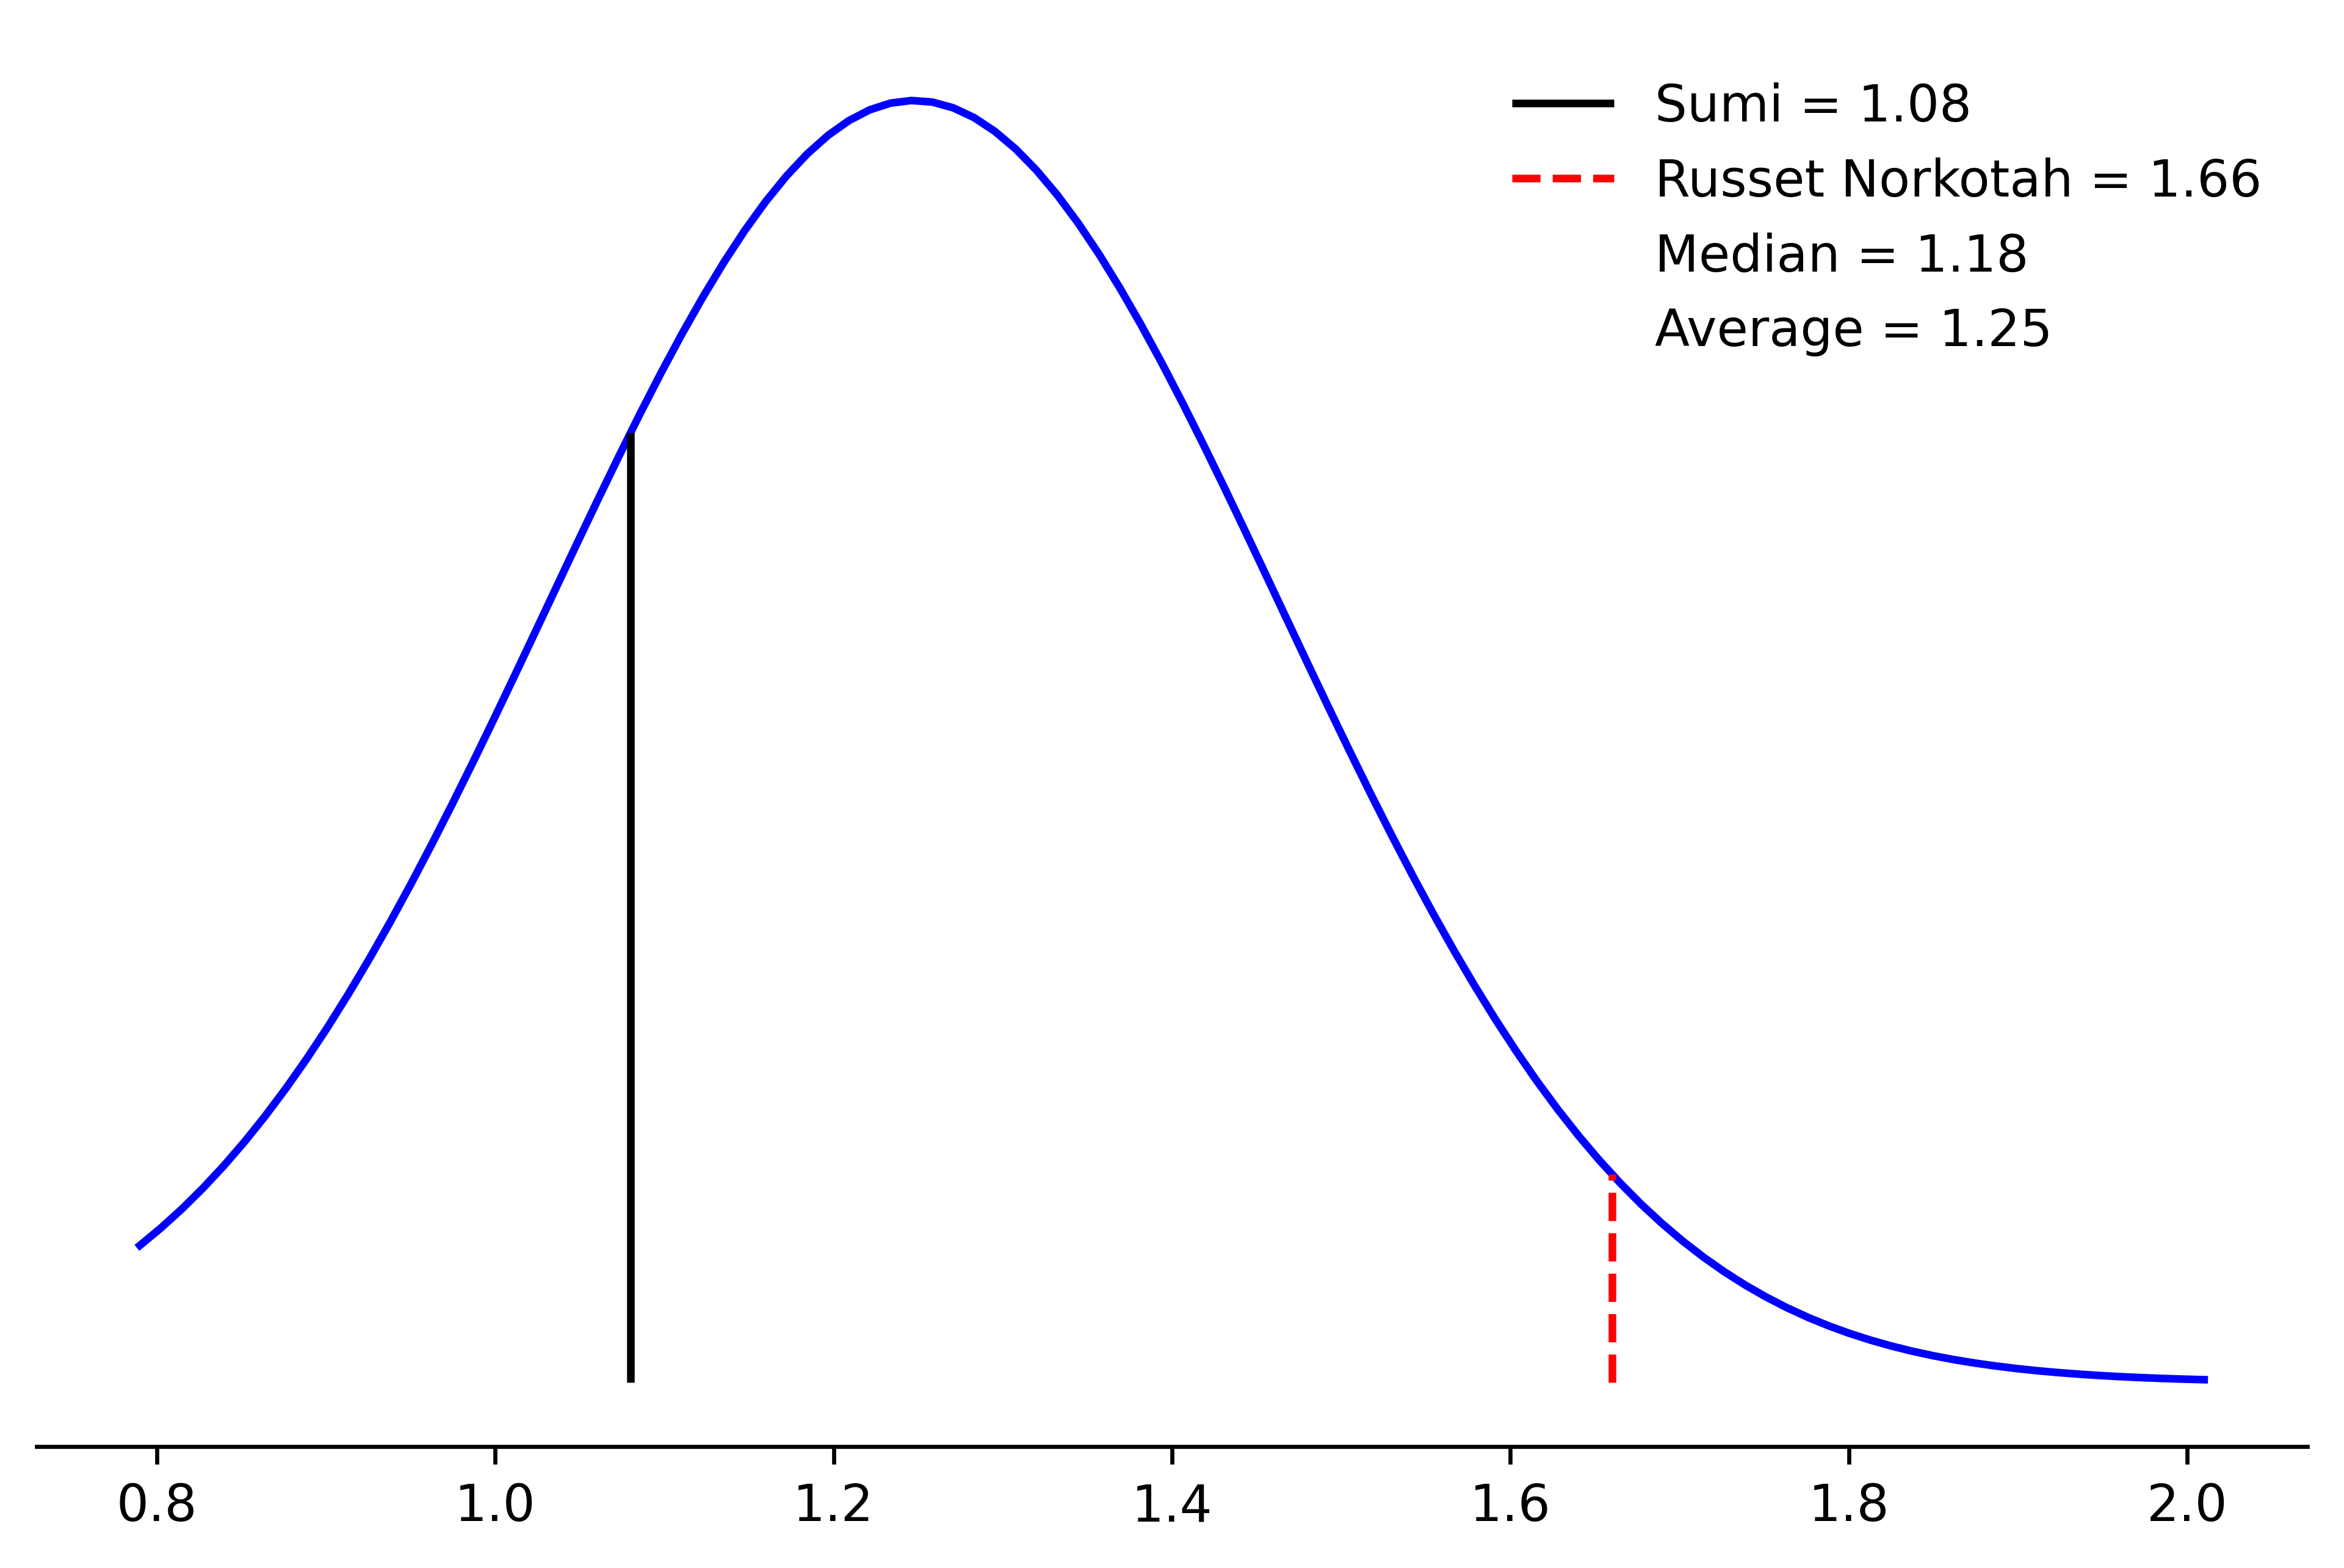 Sumi = 1.08
Russet Norkotah = 1.66
Median = 1.18
Average = 1.25
0.8 1.0 1.2 1.4 1.6 1.8 2.0